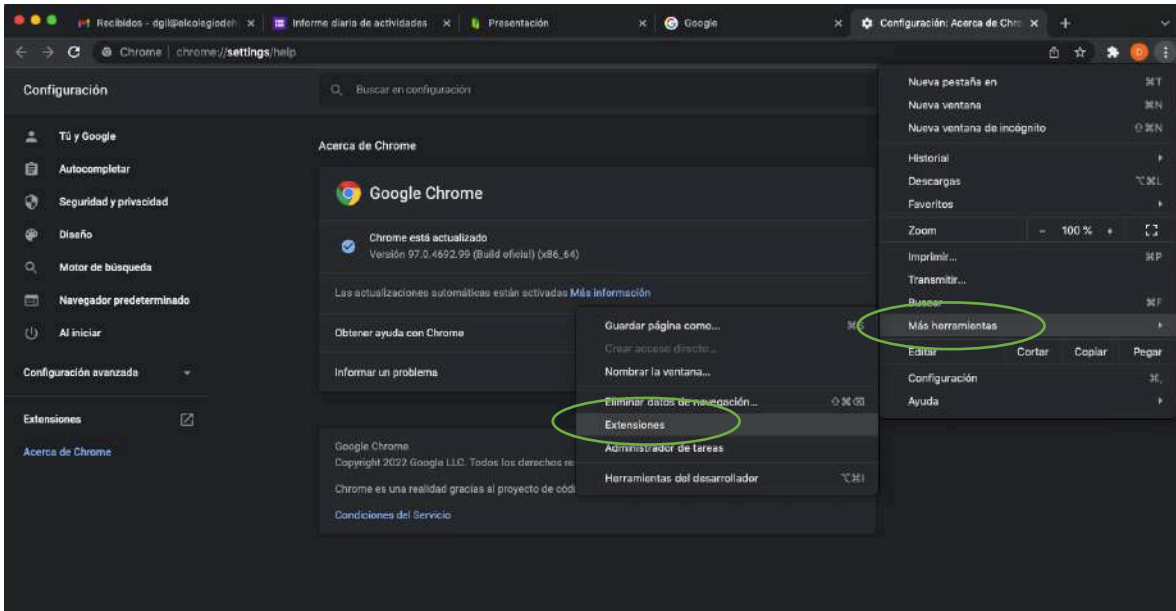 Recibidos - dgil@elcolegiodeh
Informe diario de actividades
Presentación
Google
Configuración: Acerca de Chro
Chrome | chrome://settings/help
Configuración
Buscar en configuración
Tú y Google
Autocompletar
Seguridad y privacidad
Diseño
Motor de búsqueda
Navegador predeterminado
Al iniciar
Configuración avanzada
Extensiones
Acerca de Chrome
Acerca de Chrome
Google Chrome
Chrome está actualizado
Versión 97.0.4692.99 (Build oficial) (x86_64)
Las actualizaciones automáticas están activadas Más información
Obtener ayuda con Chrome
Informar un problema
Google Chrome
Copyright 2022 Google LLC. Todos los derechos re
Chrome es una realidad gracias al proyecto de códi
Condiciones del Servicio
Guardar página como... ⌘S
Crear acceso directo...
Nombrar la ventana...
Eliminar datos de navegación... ⇧⌘⌫
Extensiones
Administrador de tareas
Herramientas del desarrollador ⌥⌘I
D
Nueva pestaña en ⌘T
Nueva ventana ⌘N
Nueva ventana de incógnito ⇧⌘N
Historial
Descargas ⌥⌘L
Favoritos
Zoom - 100 % +
Imprimir... ⌘P
Transmitir...
Buscar ⌘F
Más herramientas
Editar Cortar Copiar Pegar
Configuración ⌘,
Ayuda